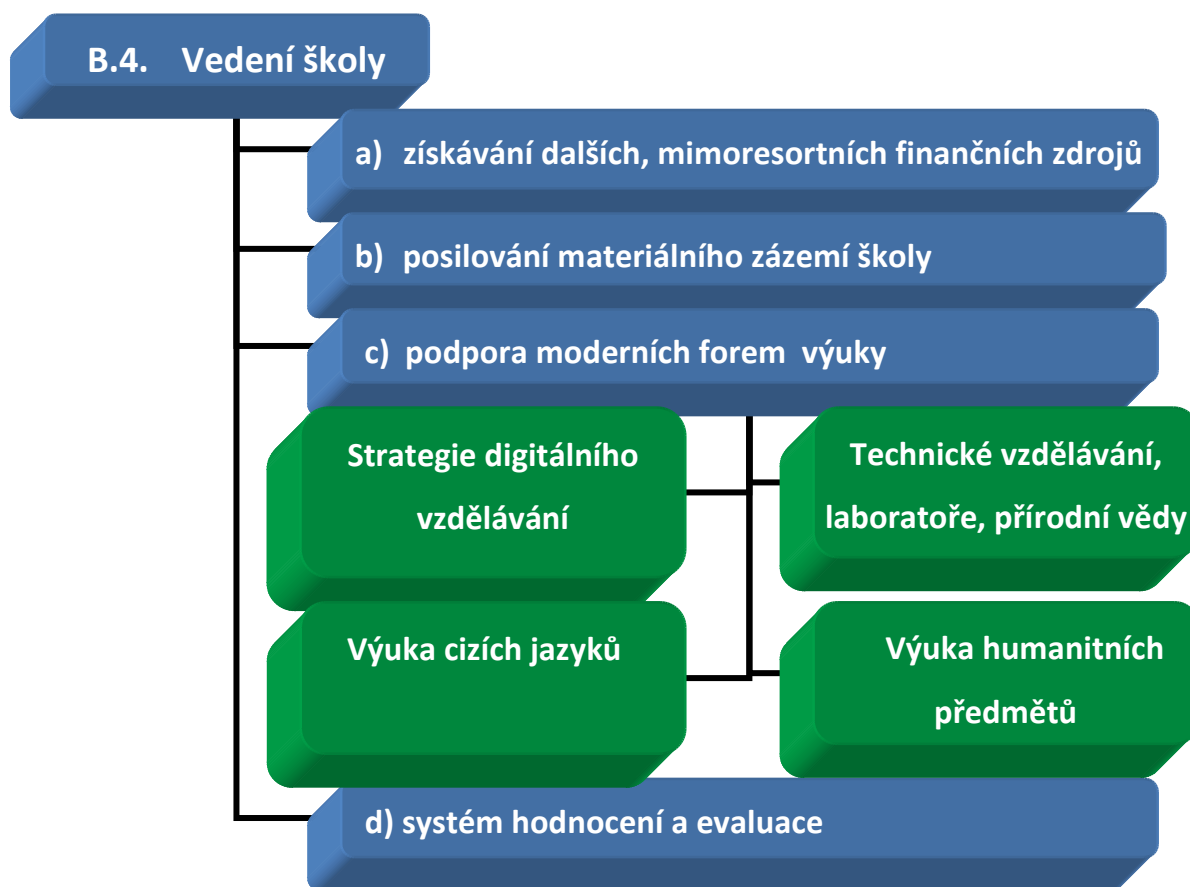 B.4. Vedení školy
a) získávání dalších, mimoresortních finančních zdrojů
b) posilování materiálního zázemí školy
c) podpora moderních forem výuky
Strategie digitálního
vzdělávání
Technické vzdělávání,
laboratoře, přírodní vědy
Výuka cizích jazyků
Výuka humanitních
předmětů
d) systém hodnocení a evaluace